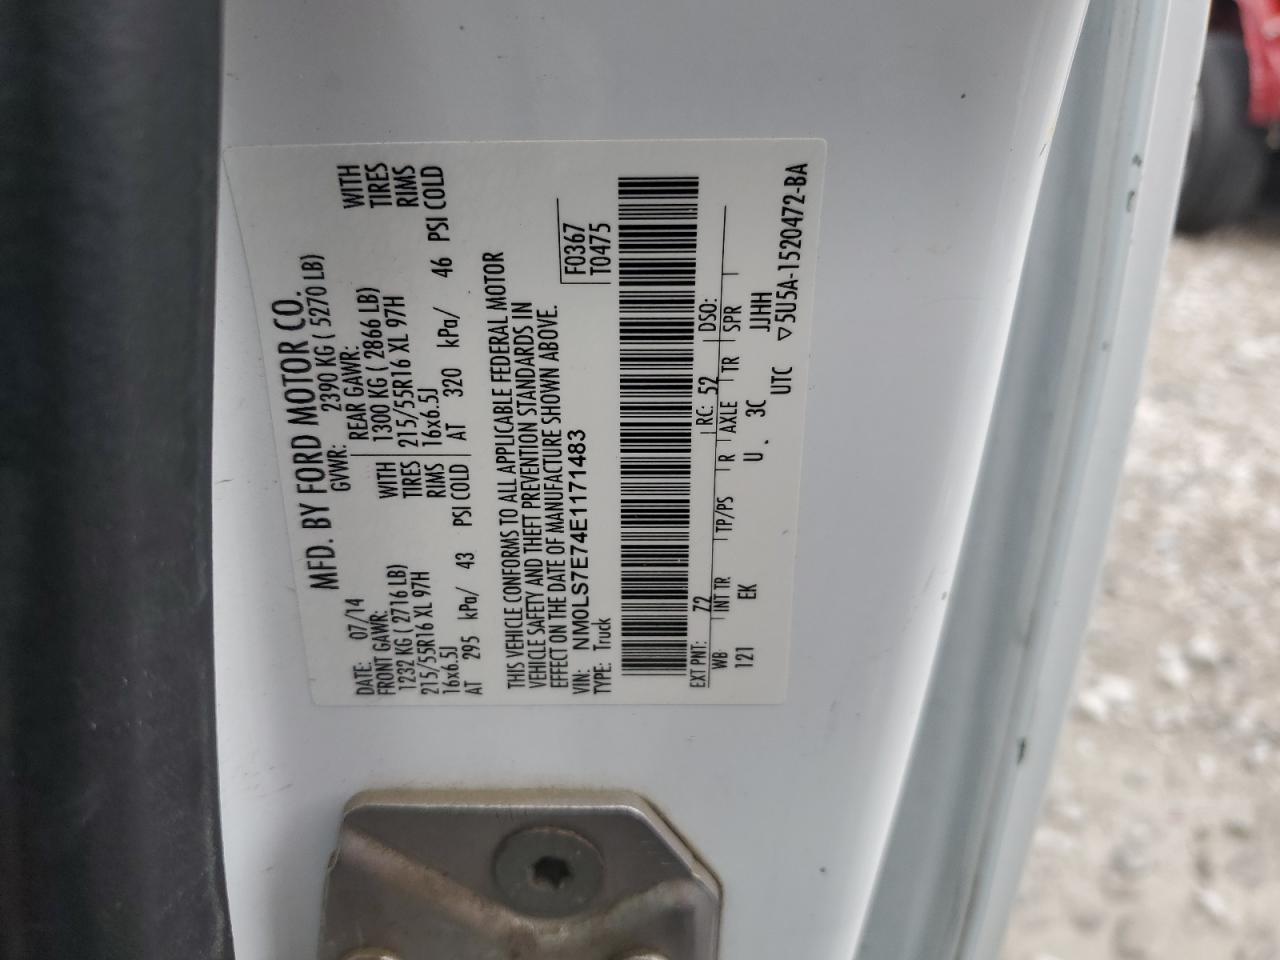 MFD. BY FORD MOTOR CO.
DATE: 07/14 GVWR: 2390 KG ( 5270 LB)
FRONT GAWR: REAR GAWR:
1232 KG ( 2716 LB) WITH 1300 KG ( 2866 LB) WITH
215/55R16 XL 97H TIRES 215/55R16 XL 97H TIRES
16x6.5J RIMS 16x6.5J RIMS
AT 295 kPa/ 43 PSI COLD AT 320 kPa/ 46 PSI COLD
THIS VEHICLE CONFORMS TO ALL APPLICABLE FEDERAL MOTOR
VEHICLE SAFETY AND THEFT PREVENTION STANDARDS IN
EFFECT ON THE DATE OF MANUFACTURE SHOWN ABOVE.
VIN: NM0LS7E74E1171483 F0367
TYPE: Truck T0475
EXT PNT: Z2 RC: 52 DSO:
WB INT TR TP/PS R AXLE TR SPR
121 EK U . 3C JJHH
UTC ▽5U5A-1520472-BA